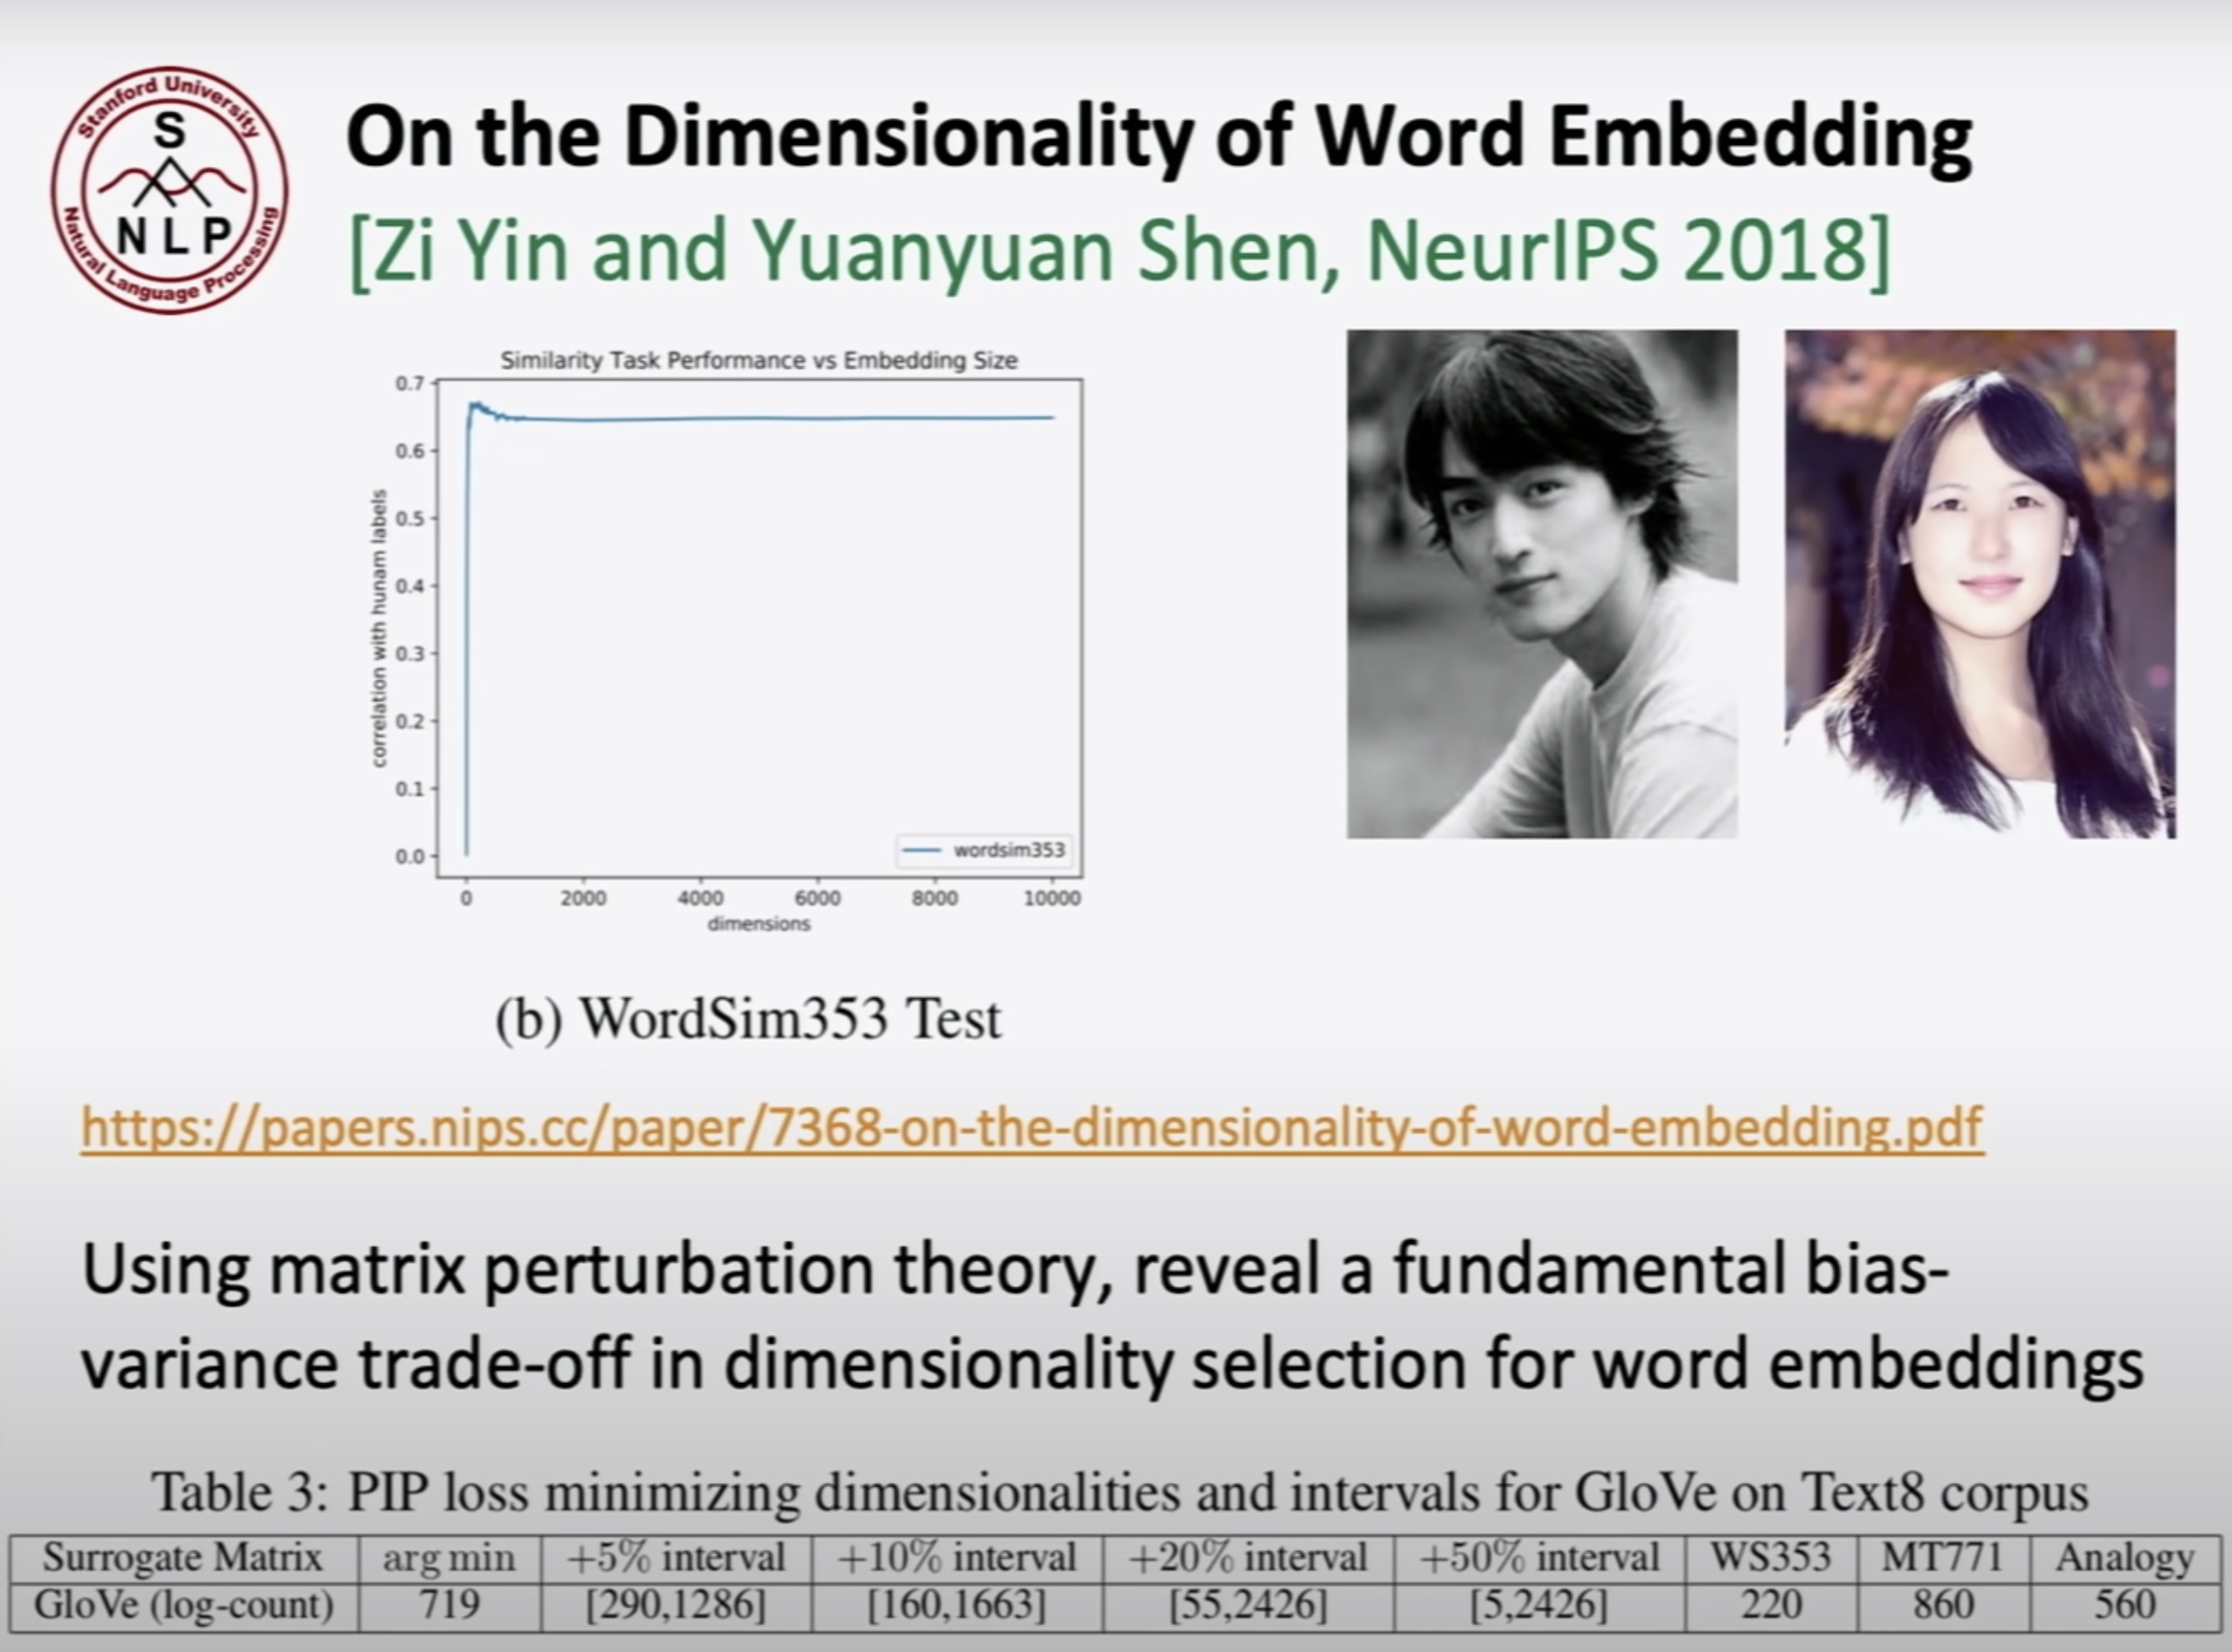 Stanford University
S
NLP
Natural Language Processing
On the Dimensionality of Word Embedding
[Zi Yin and Yuanyuan Shen, NeurIPS 2018]
Similarity Task Performance vs Embedding Size
correlation with hunam labels
0.7
0.6
0.5
0.4
0.3
0.2
0.1
0.0
wordsim353
0 2000 4000 6000 8000 10000
dimensions
(b) WordSim353 Test
https://papers.nips.cc/paper/7368-on-the-dimensionality-of-word-embedding.pdf
Using matrix perturbation theory, reveal a fundamental bias-
variance trade-off in dimensionality selection for word embeddings
Table 3: PIP loss minimizing dimensionalities and intervals for GloVe on Text8 corpus
Surrogate Matrix arg min +5% interval +10% interval +20% interval +50% interval WS353 MT771 Analogy
GloVe (log-count) 719 [290,1286] [160,1663] [55,2426] [5,2426] 220 860 560